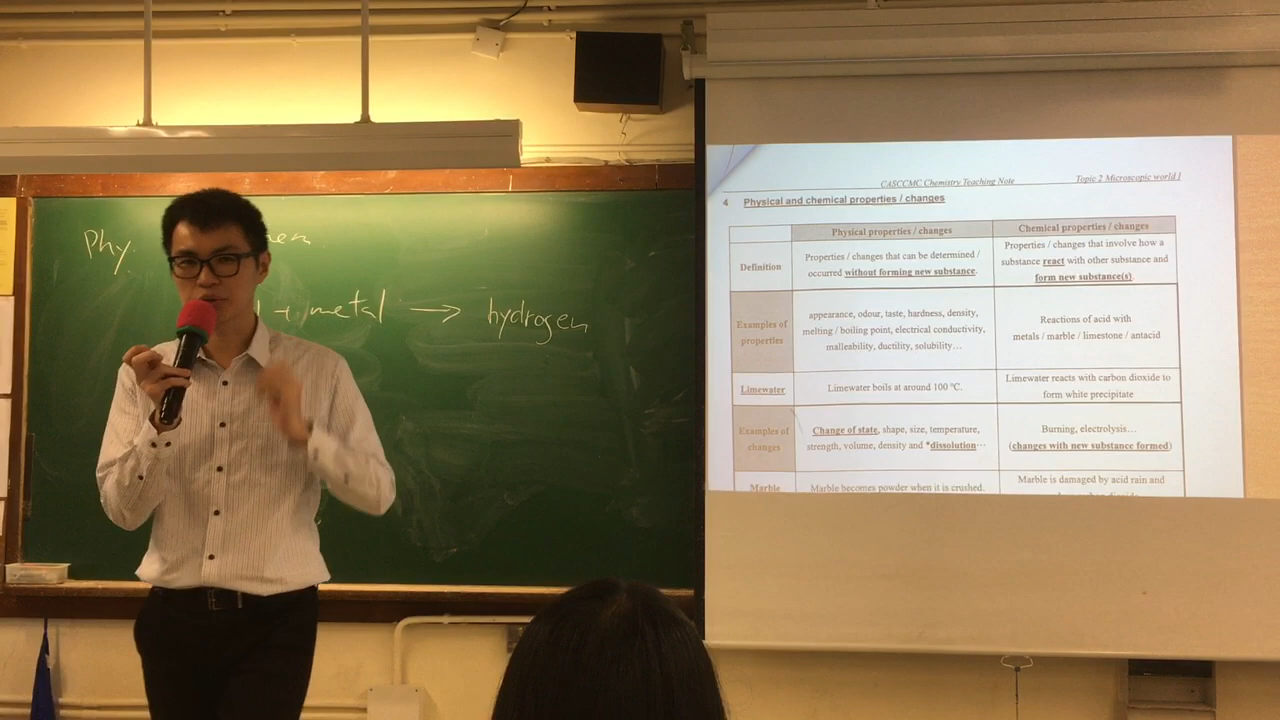 Phy.
+ metal → hydrogen
CASCCMC Chemistry Teaching Note Topic 2 Microscopic world I
4 Physical and chemical properties / changes
Physical properties / changes
Chemical properties / changes
Definition
Properties / changes that can be determined /
occurred without forming new substance.
Properties / changes that involve how a
substance react with other substance and
form new substance(s).
Examples of
properties
appearance, odour, taste, hardness, density,
melting / boiling point, electrical conductivity,
malleability, ductility, solubility…
Reactions of acid with
metals / marble / limestone / antacid
Limewater
Limewater boils at around 100 °C.
Limewater reacts with carbon dioxide to
form white precipitate
Examples of
changes
Change of state, shape, size, temperature,
strength, volume, density and *dissolution…
Burning, electrolysis…
(changes with new substance formed)
Marble
Marble becomes powder when it is crushed.
Marble is damaged by acid rain and